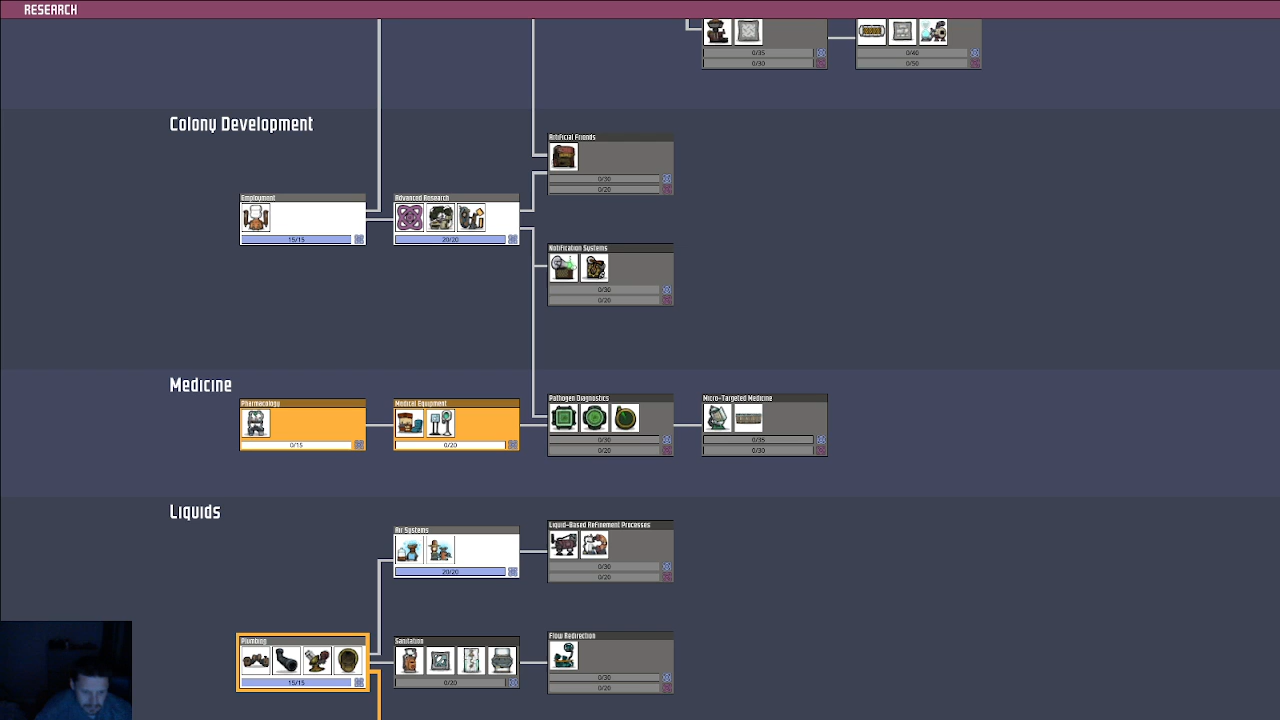 RESEARCH
0/35
0/30
0/40
0/50
Colony Development
Artificial Friends
0/30
0/20
Employment
15/15
Advanced Research
20/20
Notification Systems
0/30
0/20
Medicine
Pharmacology
0/15
Medical Equipment
0/20
Pathogen Diagnostics
0/30
0/20
Micro-Targeted Medicine
0/35
0/30
Liquids
Air Systems
20/20
Liquid-Based Refinement Processes
0/30
0/20
Plumbing
15/15
Sanitation
0/20
Flow Redirection
0/30
0/20